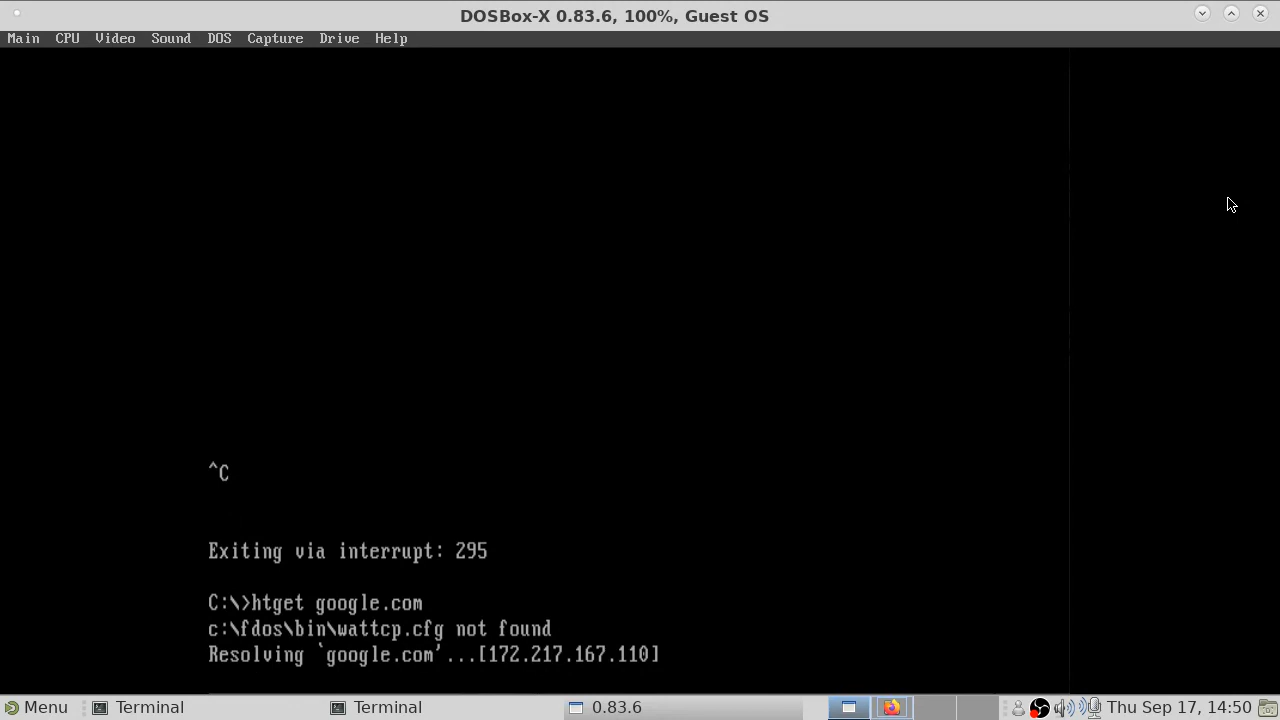 DOSBox-X 0.83.6, 100%, Guest OS
Main CPU Video Sound DOS Capture Drive Help
^C
Exiting via interrupt: 295
C:\>htget google.com
c:\fdos\bin\wattcp.cfg not found
Resolving `google.com'...[172.217.167.110]
Menu Terminal Terminal 0.83.6 Thu Sep 17, 14:50